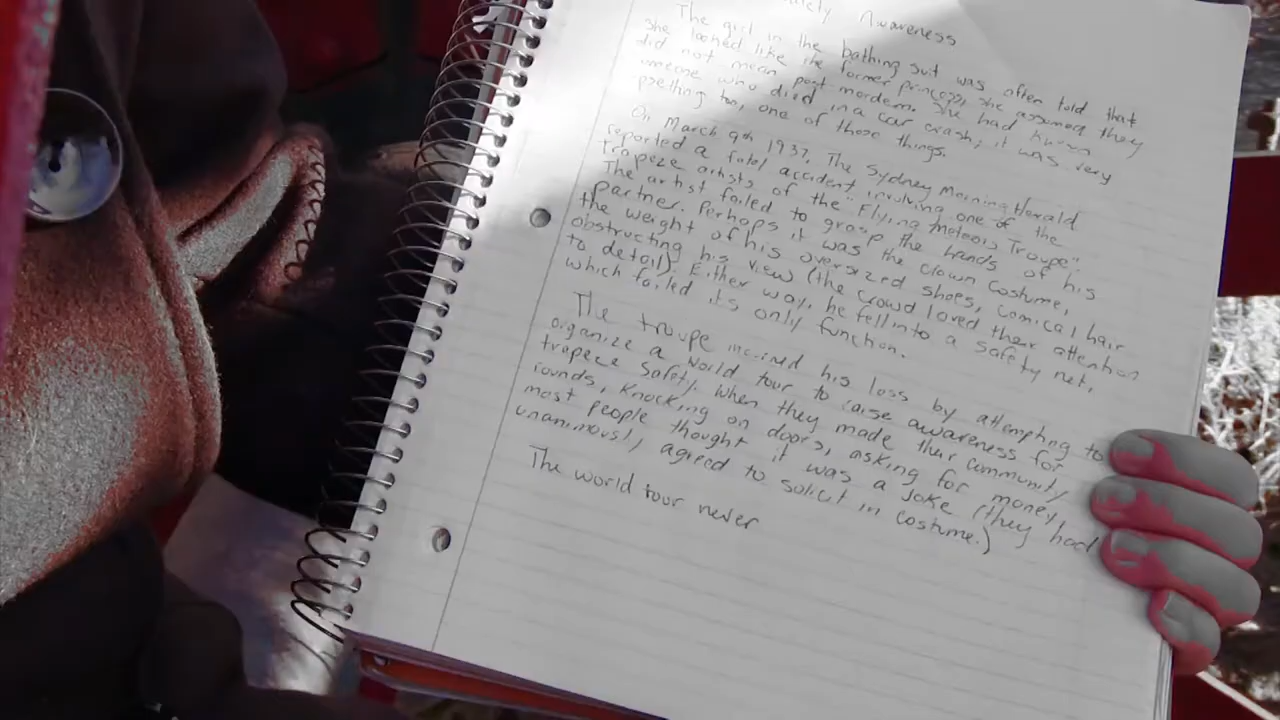 Awareness
The girl in the bathing suit was often told that
she looked like the former princess, she assumed they
did not mean post mordem. She had known
someone who died in a car crash, it was very
too, one of those things.
On March 9th 1937, The Sydney Morning Herald
reported a fatal accident involving one of the
trapeze artists of the "Flying Meteors Troupe".
The artist failed to grasp the hands of his
partner. Perhaps it was the clown costume,
the weight of his oversized shoes, comical hair
obstructing his view (the crowd loved their attention
to detail). Either way, he fell into a safety net,
which failed its only function.
The troupe mourned his loss by attempting to
organize a world tour to raise awareness for
trapeze safety. When they made their community
rounds, knocking on doors, asking for money,
most people thought it was a joke (they had
unanimously agreed to solicit in costume.)
The world tour never